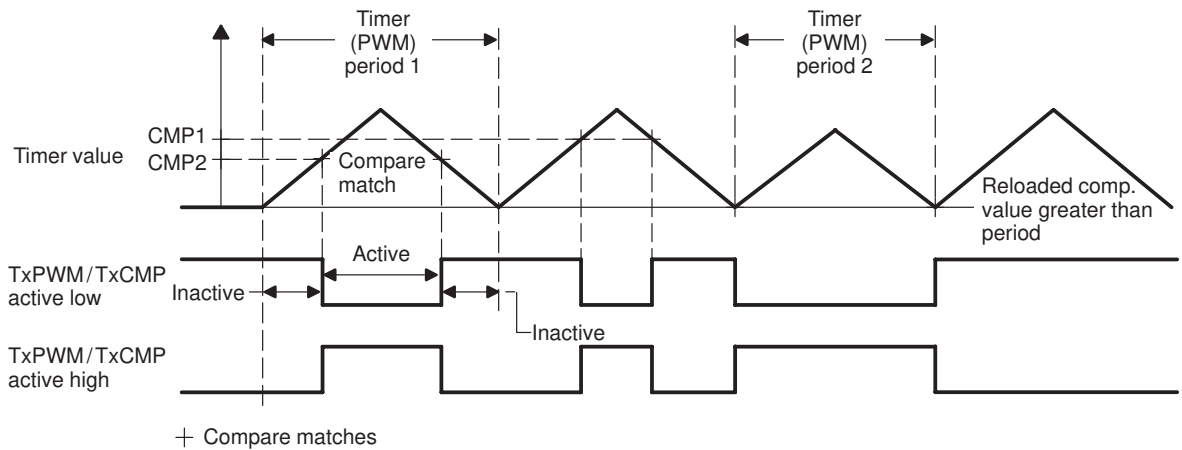 Timer
(PWM)
period 1
Timer
(PWM)
period 2
CMP1
CMP2
Timer value
Compare
match
Reloaded comp.
value greater than
period
TxPWM/TxCMP
active low
Inactive
Active
Inactive
TxPWM/TxCMP
active high
+ Compare matches